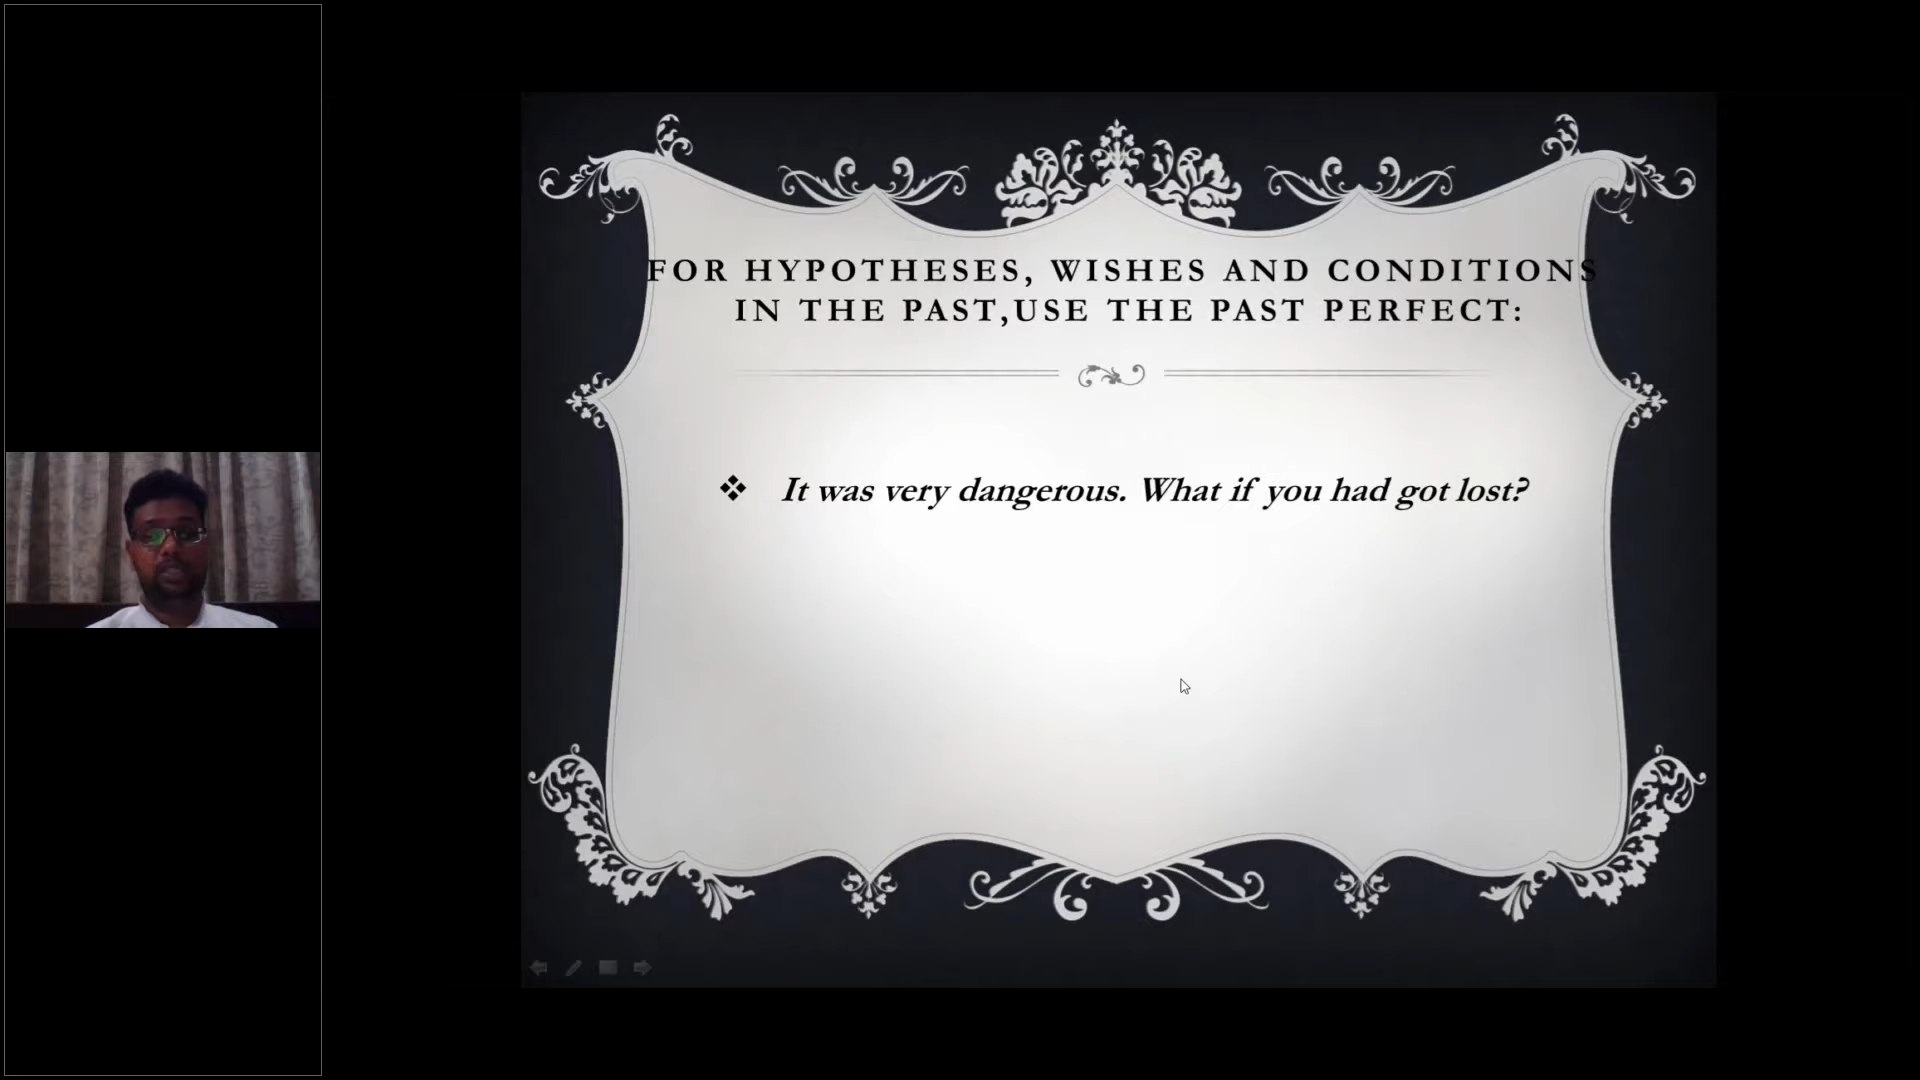 FOR HYPOTHESES, WISHES AND CONDITIONS
IN THE PAST,USE THE PAST PERFECT:
It was very dangerous. What if you had got lost?